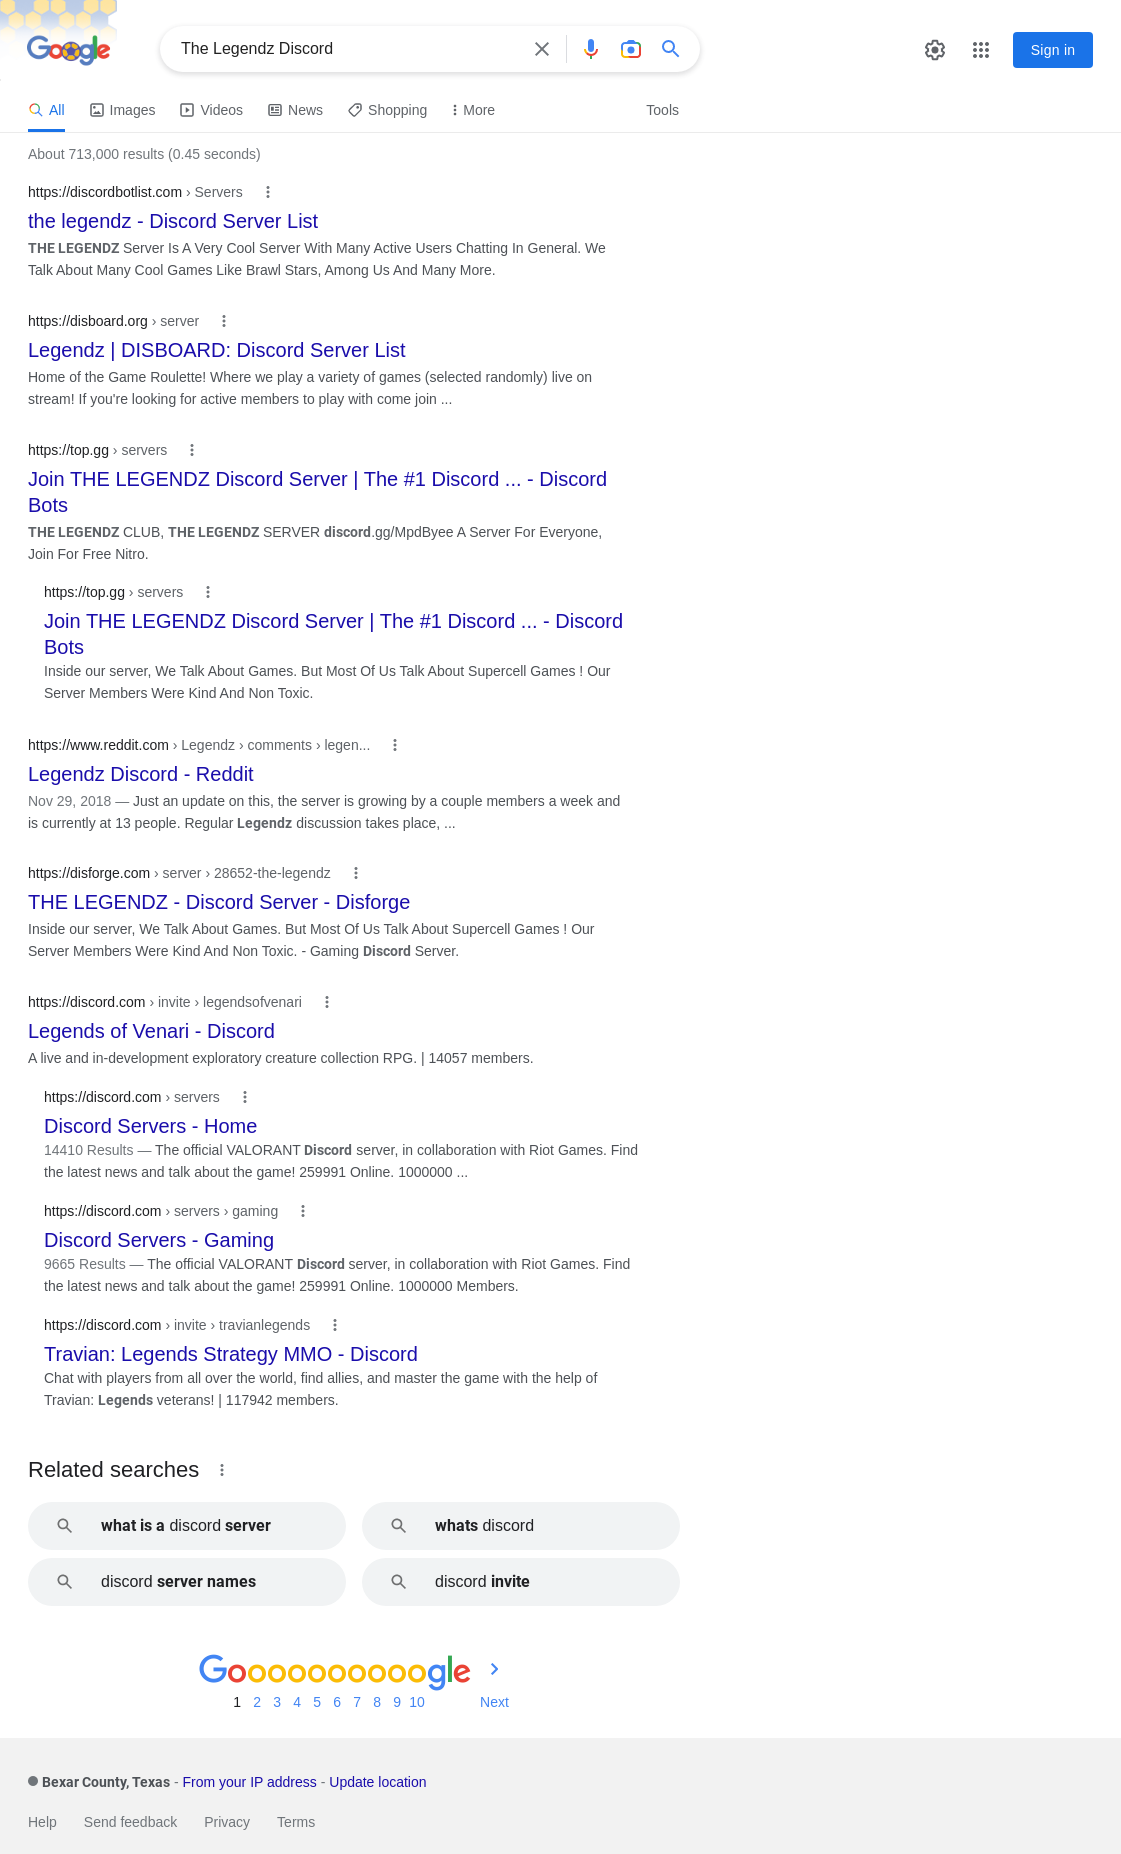 Google
The Legendz Discord
Sign in
All Images Videos News Shopping More Tools
About 713,000 results (0.45 seconds)
https://discordbotlist.com › Servers
the legendz - Discord Server List
THE LEGENDZ Server Is A Very Cool Server With Many Active Users Chatting In General. We
Talk About Many Cool Games Like Brawl Stars, Among Us And Many More.
https://disboard.org › server
Legendz | DISBOARD: Discord Server List
Home of the Game Roulette! Where we play a variety of games (selected randomly) live on
stream! If you're looking for active members to play with come join ...
https://top.gg › servers
Join THE LEGENDZ Discord Server | The #1 Discord ... - Discord
Bots
THE LEGENDZ CLUB, THE LEGENDZ SERVER discord.gg/MpdByee A Server For Everyone,
Join For Free Nitro.
https://top.gg › servers
Join THE LEGENDZ Discord Server | The #1 Discord ... - Discord
Bots
Inside our server, We Talk About Games. But Most Of Us Talk About Supercell Games ! Our
Server Members Were Kind And Non Toxic.
https://www.reddit.com › Legendz › comments › legen...
Legendz Discord - Reddit
Nov 29, 2018 — Just an update on this, the server is growing by a couple members a week and
is currently at 13 people. Regular Legendz discussion takes place, ...
https://disforge.com › server › 28652-the-legendz
THE LEGENDZ - Discord Server - Disforge
Inside our server, We Talk About Games. But Most Of Us Talk About Supercell Games ! Our
Server Members Were Kind And Non Toxic. - Gaming Discord Server.
https://discord.com › invite › legendsofvenari
Legends of Venari - Discord
A live and in-development exploratory creature collection RPG. | 14057 members.
https://discord.com › servers
Discord Servers - Home
14410 Results — The official VALORANT Discord server, in collaboration with Riot Games. Find
the latest news and talk about the game! 259991 Online. 1000000 ...
https://discord.com › servers › gaming
Discord Servers - Gaming
9665 Results — The official VALORANT Discord server, in collaboration with Riot Games. Find
the latest news and talk about the game! 259991 Online. 1000000 Members.
https://discord.com › invite › travianlegends
Travian: Legends Strategy MMO - Discord
Chat with players from all over the world, find allies, and master the game with the help of
Travian: Legends veterans! | 117942 members.
Related searches
what is a discord server
whats discord
discord server names
discord invite
Goooooooooogle
1 2 3 4 5 6 7 8 9 10 Next
Bexar County, Texas - From your IP address - Update location
Help Send feedback Privacy Terms